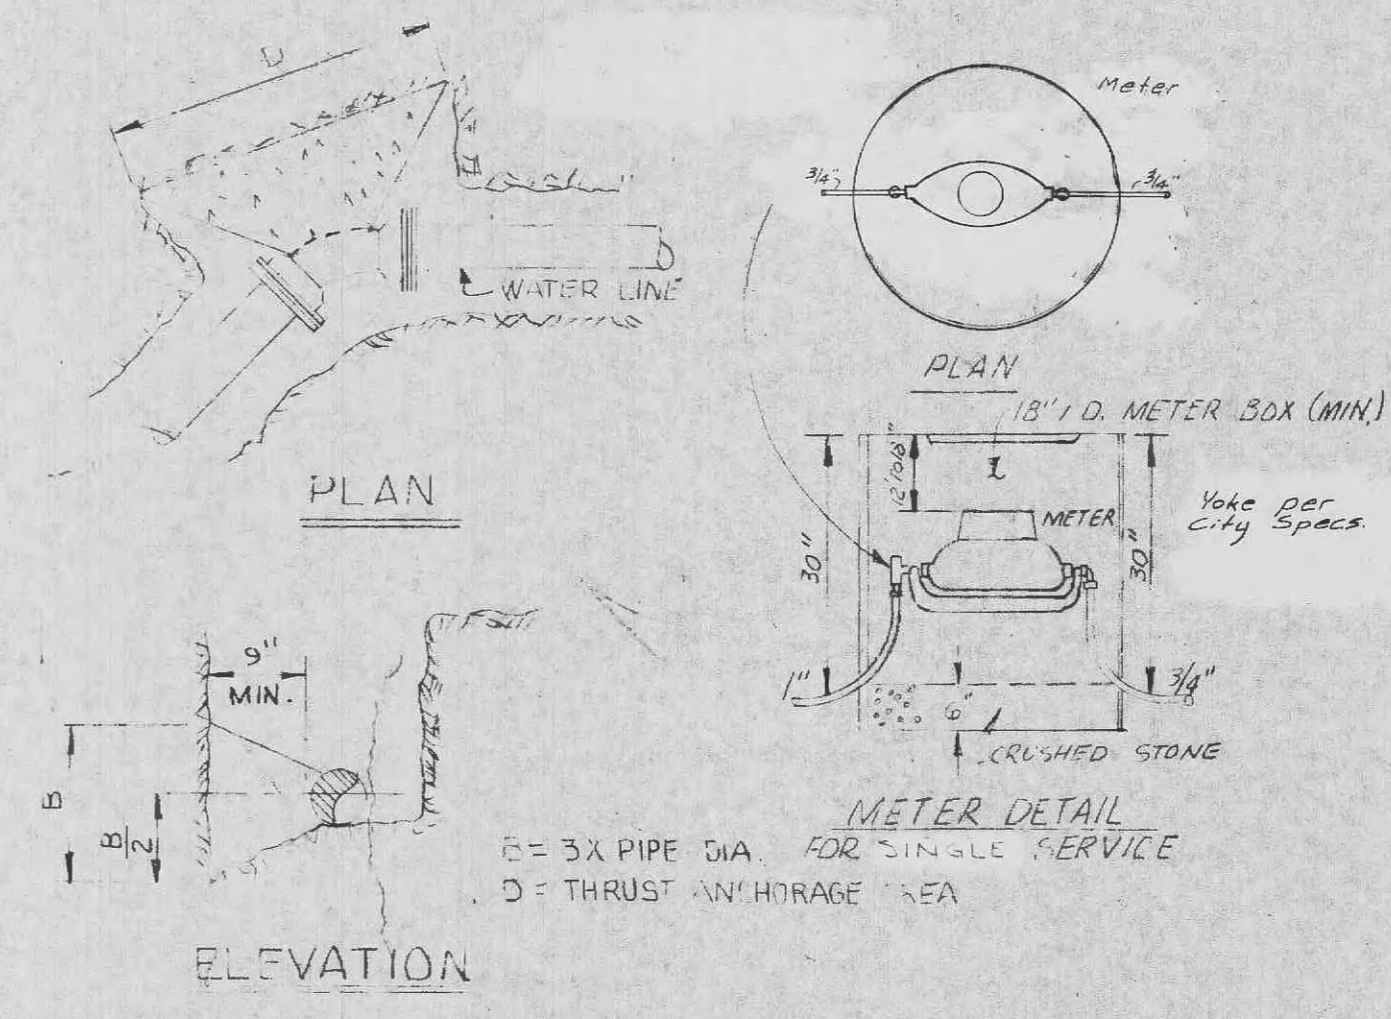 D
WATER LINE
PLAN
Meter
3/4"
3/4"
PLAN
18" I.D. METER BOX (MIN.)
12" TO 18"
METER
30"
30"
Yoke per
City Specs.
1"
3/4"
6"
CRUSHED STONE
METER DETAIL
FOR SINGLE SERVICE
9"
MIN.
B
B
2
B = 3X PIPE DIA.
D = THRUST ANCHORAGE AREA
ELEVATION